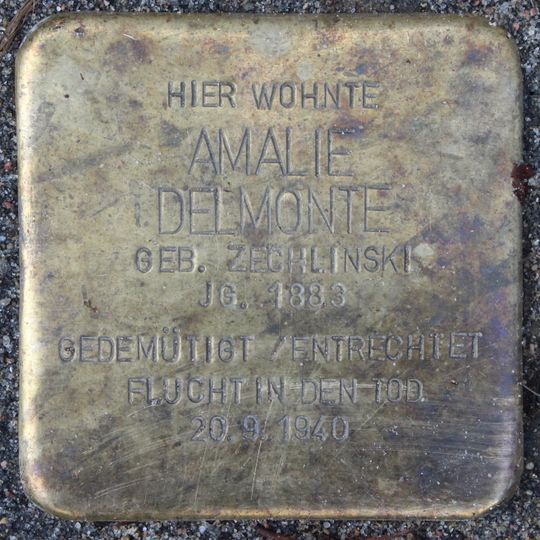 HIER WOHNTE
AMALIE
DELMONTE
GEB. ZECHLINSKI
JG. 1883
GEDEMÜTIGT / ENTRECHTET
FLUCHT IN DEN TOD
20.9.1940